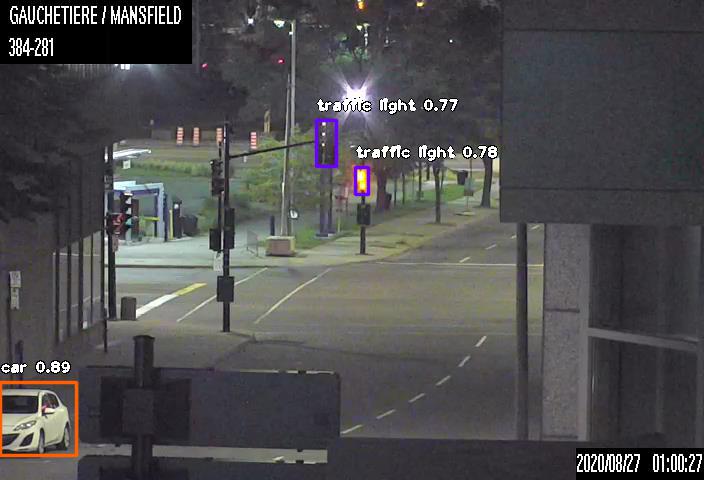 GAUCHETIERE / MANSFIELD
384-281
traffic light 0.77
traffic light 0.78
car 0.89
2020/08/27 01:00:27